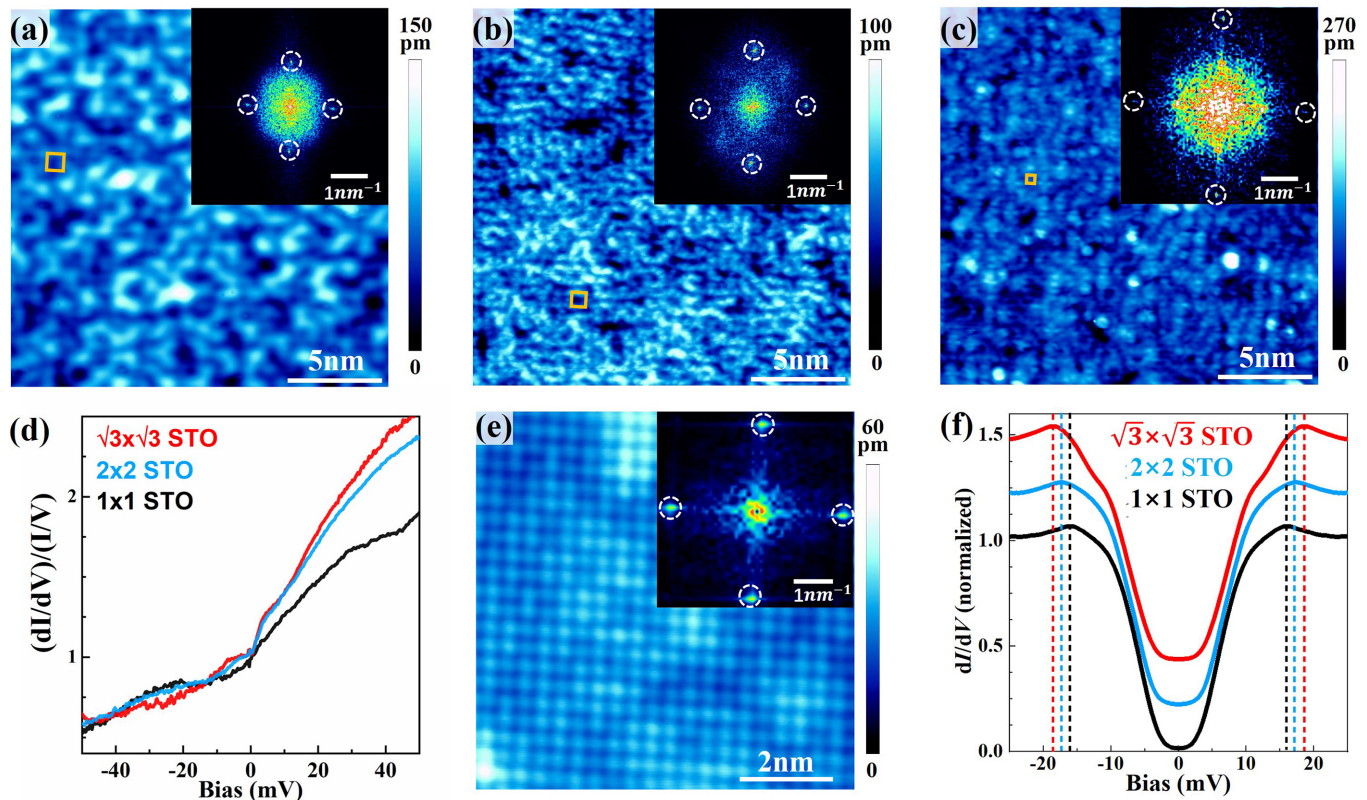 (a)
1nm⁻¹
5nm
150
pm
0
(b)
1nm⁻¹
5nm
100
pm
0
(c)
1nm⁻¹
5nm
270
pm
0
(d)
√3x√3 STO
2x2 STO
1x1 STO
(dI/dV)/(I/V)
2
1
-40 -20 0 20 40
Bias (mV)
(e)
1nm⁻¹
2nm
60
pm
0
(f)
√3×√3 STO
2×2 STO
1×1 STO
dI/dV (normalized)
1.5
1.0
0.5
0.0
-20 -10 0 10 20
Bias (mV)